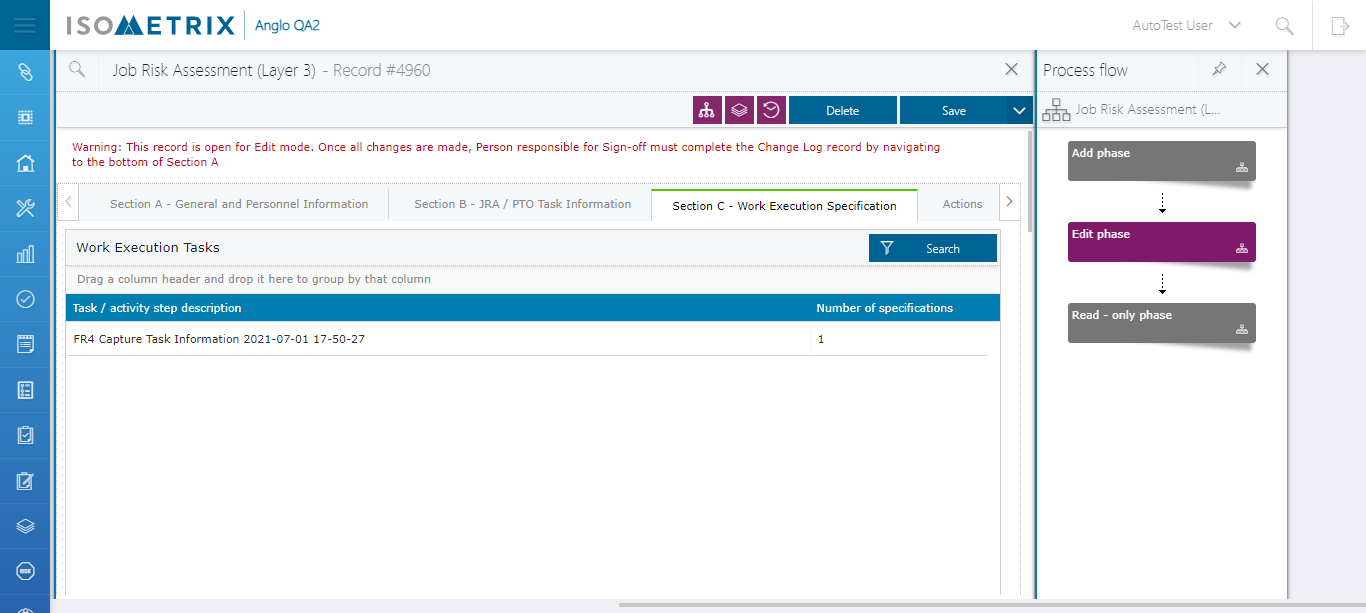 ISOMETRIX
Anglo QA2
AutoTest User
Job Risk Assessment (Layer 3) - Record #4960
Process flow
Delete
Save
Job Risk Assessment (L...
Warning: This record is open for Edit mode. Once all changes are made, Person responsible for Sign-off must complete the Change Log record by navigating
to the bottom of Section A
Add phase
Section A - General and Personnel Information
Section B - JRA / PTO Task Information
Section C - Work Execution Specification
Actions
Edit phase
Work Execution Tasks
Search
Drag a column header and drop it here to group by that column
Task / activity step description
Number of specifications
Read - only phase
FR4 Capture Task Information 2021-07-01 17-50-27
1
RISK